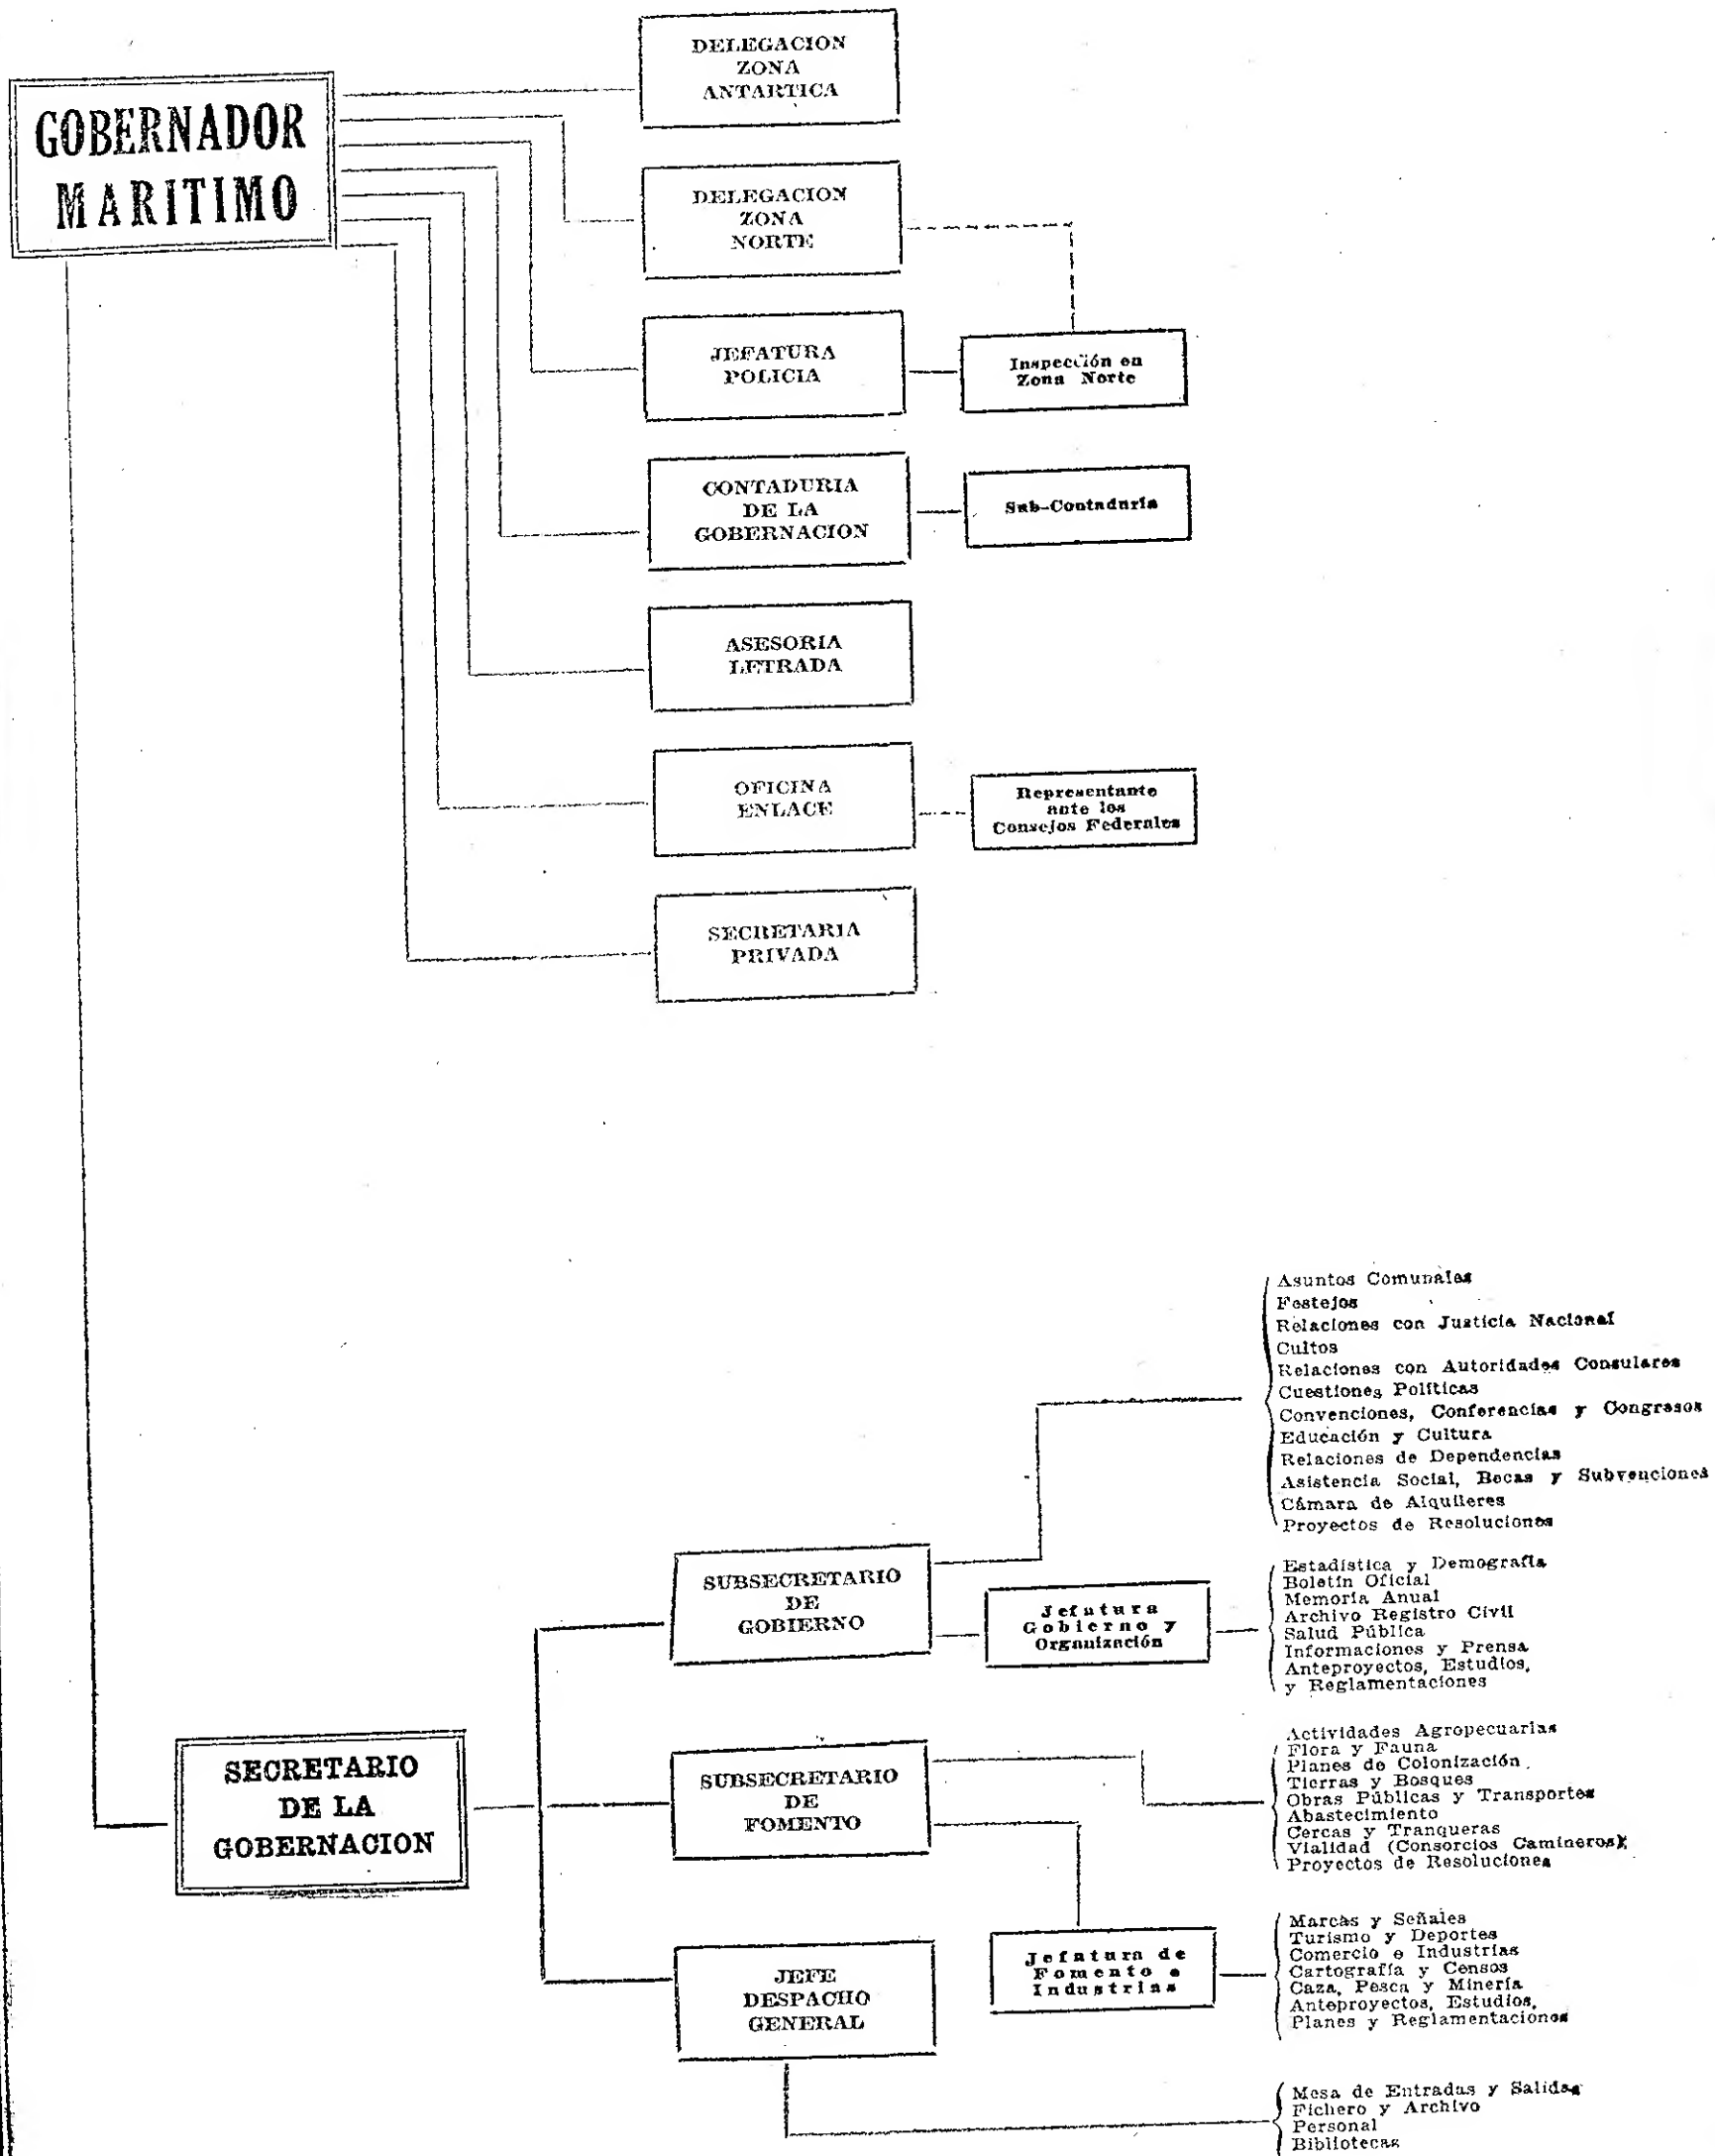 GOBERNADOR
MARITIMO
DELEGACION
ZONA
ANTARTICA
DELEGACION
ZONA
NORTE
JEFATURA
POLICIA
Inspección en
Zona Norte
CONTADURIA
DE LA
GOBERNACION
Sub-Contaduría
ASESORIA
LETRADA
OFICINA
ENLACE
Representante
ante los
Consejos Federales
SECRETARIA
PRIVADA
SECRETARIO
DE LA
GOBERNACION
SUBSECRETARIO
DE
GOBIERNO
Asuntos Comunales
Festejos
Relaciones con Justicia Nacional
Cultos
Relaciones con Autoridades Consulares
Cuestiones Políticas
Convenciones, Conferencias y Congresos
Educación y Cultura
Relaciones de Dependencias
Asistencia Social, Becas y Subvenciones
Cámara de Alquileres
Proyectos de Resoluciones
Jefatura
Gobierno y
Organización
Estadística y Demografía
Boletín Oficial
Memoria Anual
Archivo Registro Civil
Salud Pública
Informaciones y Prensa
Anteproyectos, Estudios,
y Reglamentaciones
SUBSECRETARIO
DE
FOMENTO
Actividades Agropecuarias
Flora y Fauna
Planes de Colonización
Tierras y Bosques
Obras Públicas y Transportes
Abastecimiento
Cercas y Tranqueras
Vialidad (Consorcios Camineros)
Proyectos de Resoluciones
Jefatura de
Fomento e
Industrias
Marcas y Señales
Turismo y Deportes
Comercio e Industrias
Cartografía y Censos
Caza, Pesca y Minería
Anteproyectos, Estudios,
Planes y Reglamentaciones
JEFE
DESPACHO
GENERAL
Mesa de Entradas y Salidas
Fichero y Archivo
Personal
Bibliotecas